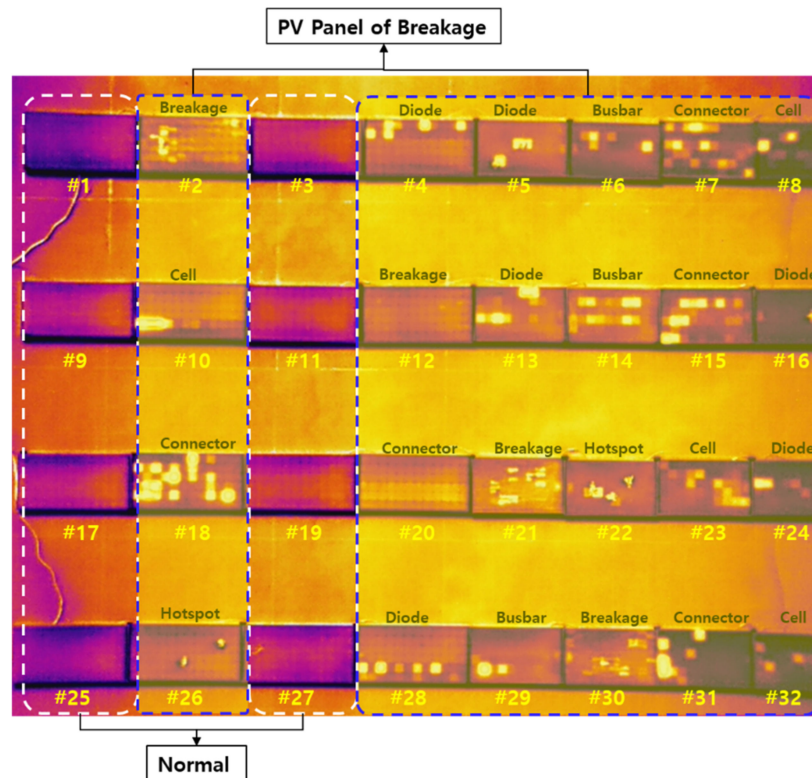 PV Panel of Breakage
Breakage Diode Diode Busbar Connector Cell
#1 #2 #3 #4 #5 #6 #7 #8
Cell Breakage Diode Busbar Connector Diode
#9 #10 #11 #12 #13 #14 #15 #16
Connector Connector Breakage Hotspot Cell Diode
#17 #18 #19 #20 #21 #22 #23 #24
Hotspot Diode Busbar Breakage Connector Cell
#25 #26 #27 #28 #29 #30 #31 #32
Normal